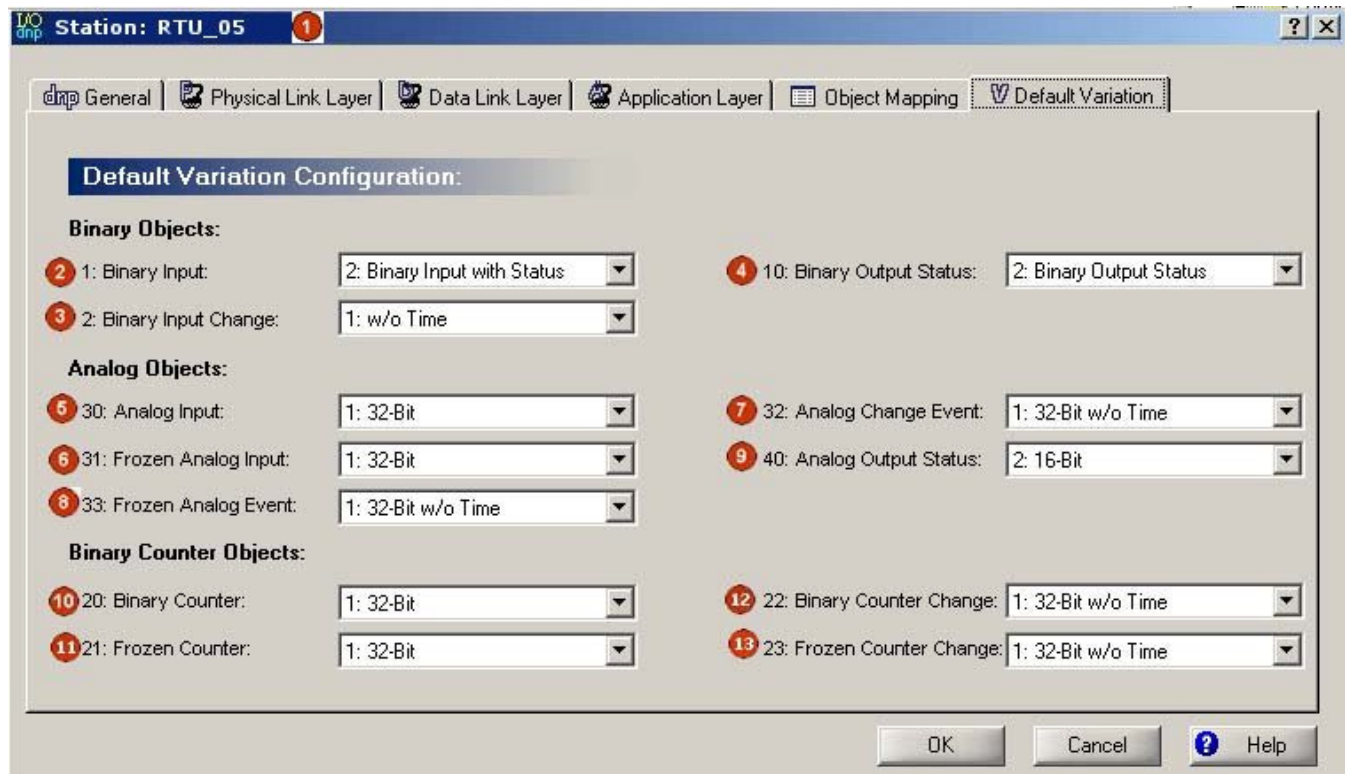 I/O dnp Station: RTU_05 1 ? X
dnp General Physical Link Layer Data Link Layer Application Layer Object Mapping V Default Variation
Default Variation Configuration:
Binary Objects:
2 1: Binary Input: 2: Binary Input with Status 4 10: Binary Output Status: 2: Binary Output Status
3 2: Binary Input Change: 1: w/o Time
Analog Objects:
5 30: Analog Input: 1: 32-Bit 7 32: Analog Change Event: 1: 32-Bit w/o Time
6 31: Frozen Analog Input: 1: 32-Bit 9 40: Analog Output Status: 2: 16-Bit
8 33: Frozen Analog Event: 1: 32-Bit w/o Time
Binary Counter Objects:
10 20: Binary Counter: 1: 32-Bit 12 22: Binary Counter Change: 1: 32-Bit w/o Time
11 21: Frozen Counter: 1: 32-Bit 13 23: Frozen Counter Change: 1: 32-Bit w/o Time
OK Cancel ? Help